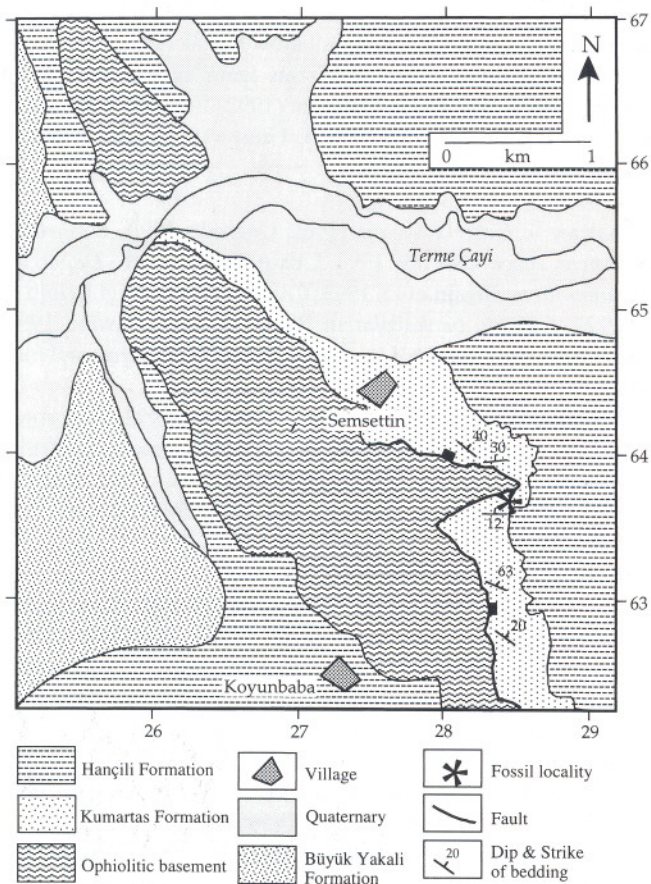 67
N
66
0 km 1
Terme Çayi
65
Semsettin
40
30
64
12
63
63
20
Koyunbaba
26 27 28 29
Hançili Formation
Village
Fossil locality
Kumartas Formation
Quaternary
Fault
Ophiolitic basement
Büyük Yakali
Formation
20
Dip & Strike
of bedding